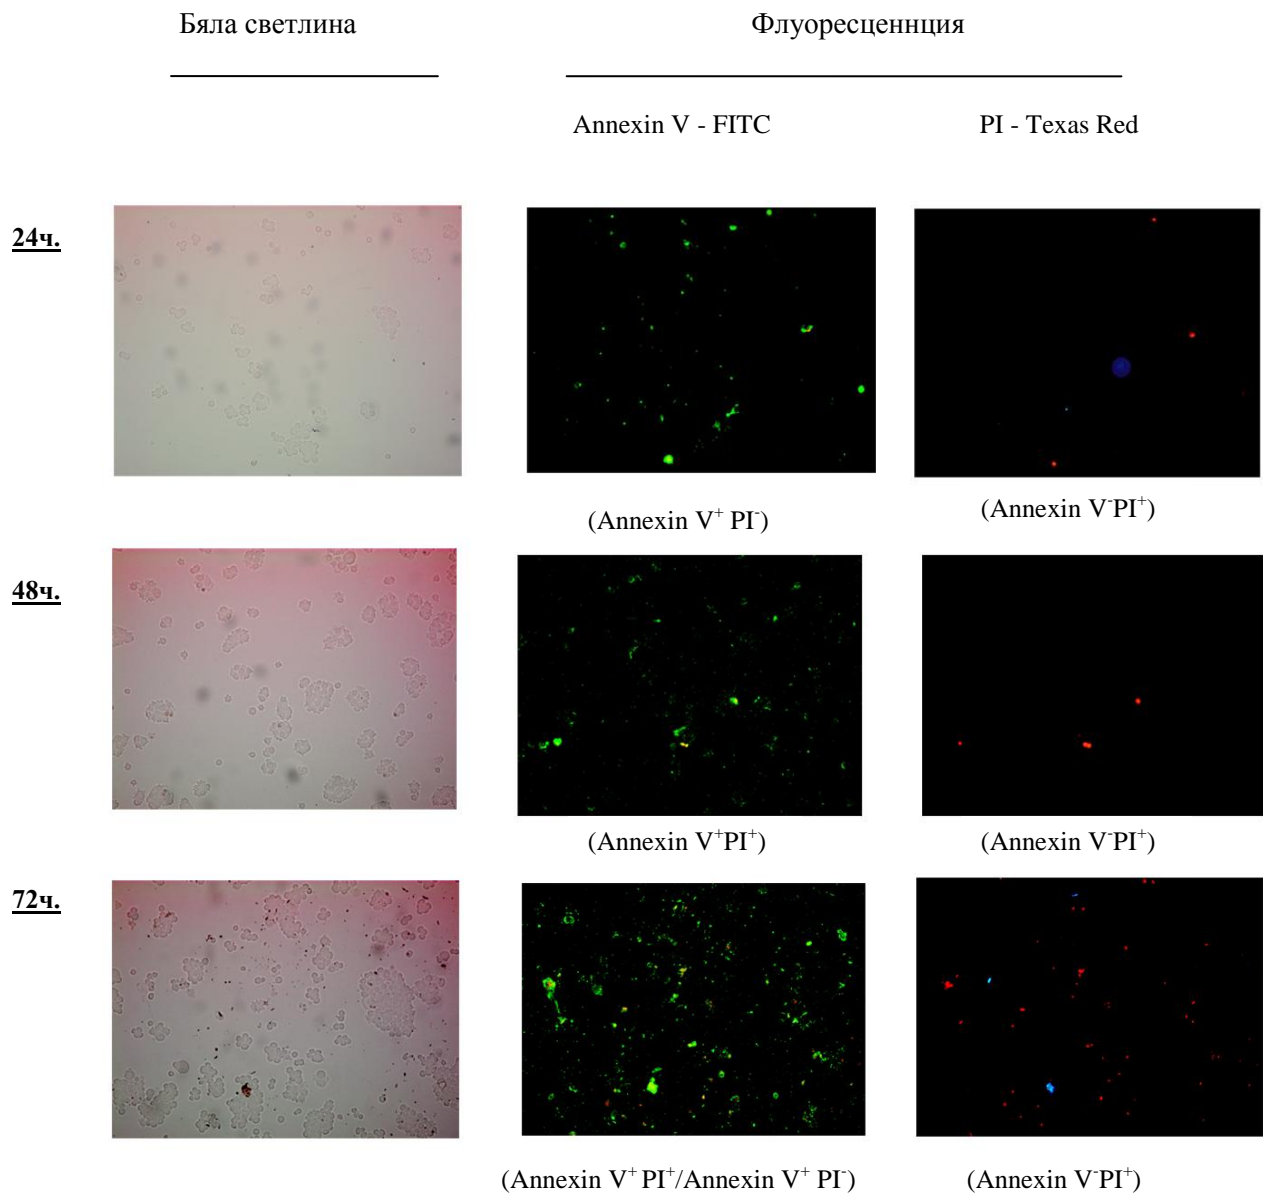 Бяла светлина
Флуоресценнция
Annexin V - FITC
PI - Texas Red
24ч.
(Annexin V⁺ PI⁻)
(Annexin V⁻PI⁺)
48ч.
(Annexin V⁺PI⁺)
(Annexin V⁻PI⁺)
72ч.
(Annexin V⁺ PI⁺/Annexin V⁺ PI⁻)
(Annexin V⁻PI⁺)